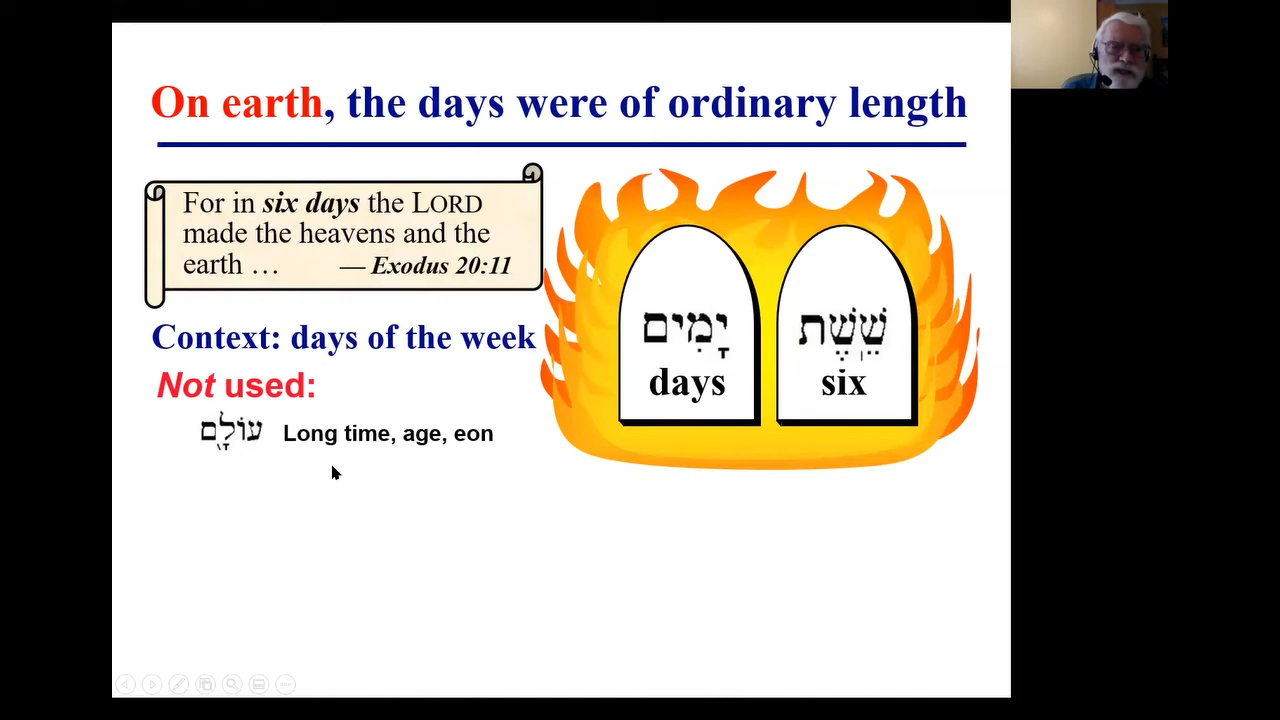 On earth, the days were of ordinary length
For in six days the LORD
made the heavens and the
earth … — Exodus 20:11
Context: days of the week
Not used:
עוֹלָ֖ם Long time, age, eon
שֵׁ֣שֶׁת יָמִים
six days